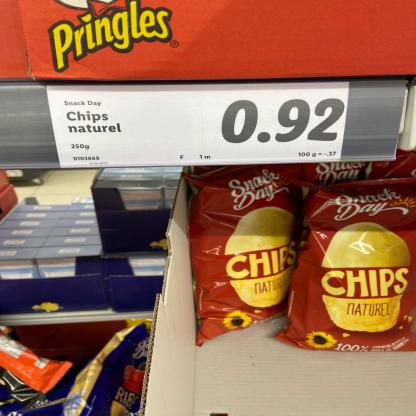 Pringles®
Snack Day
Chips
naturel
250g
0103669
F
1 m
0.92
100 g = -.37
Snack
Day
CHIPS
NATUREL
Snack
Day
CHIPS
NATUREL
100%
RIB